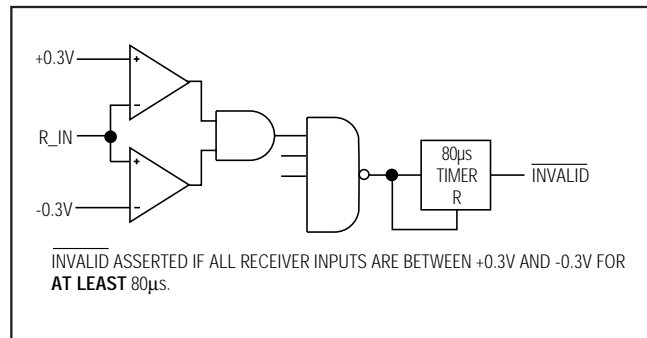 +0.3V
+
−
R_IN
+
−
-0.3V
80µs
TIMER
R
INVALID
INVALID ASSERTED IF ALL RECEIVER INPUTS ARE BETWEEN +0.3V AND -0.3V FOR
AT LEAST 80µs.